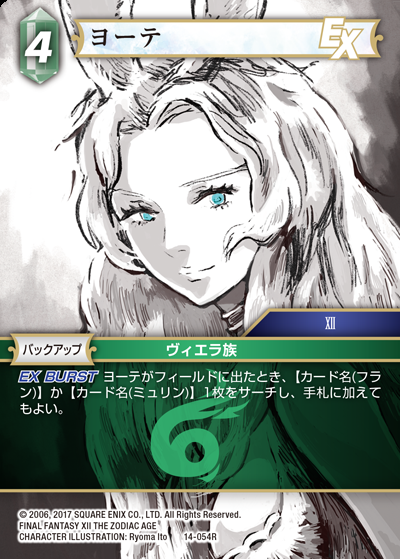 4
ヨーテ
EX
XII
バックアップ
ヴィエラ族
EX BURST ヨーテがフィールドに出たとき、【カード名(フラ
ン)】か【カード名(ミュリン)】1枚をサーチし、手札に加えて
もよい。
© 2006, 2017 SQUARE ENIX CO., LTD. All Rights Reserved.
FINAL FANTASY XII THE ZODIAC AGE
CHARACTER ILLUSTRATION: Ryoma Ito 14-054R